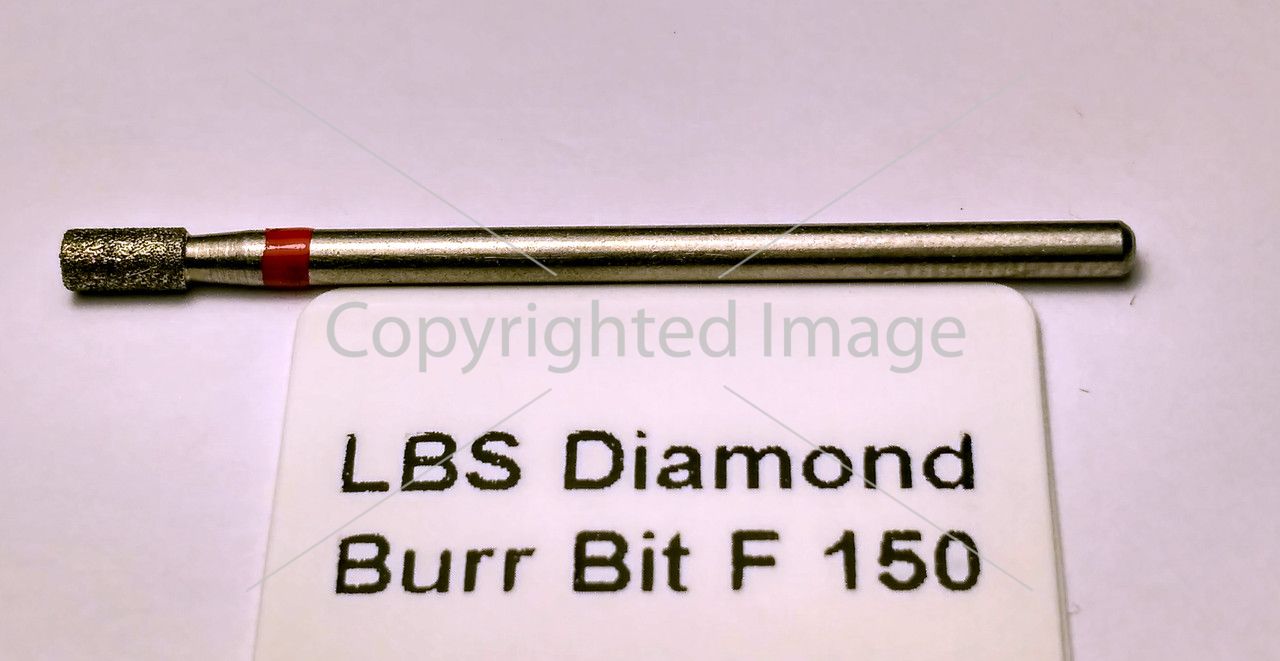 Copyrighted Image
LBS Diamond
Burr Bit F 150